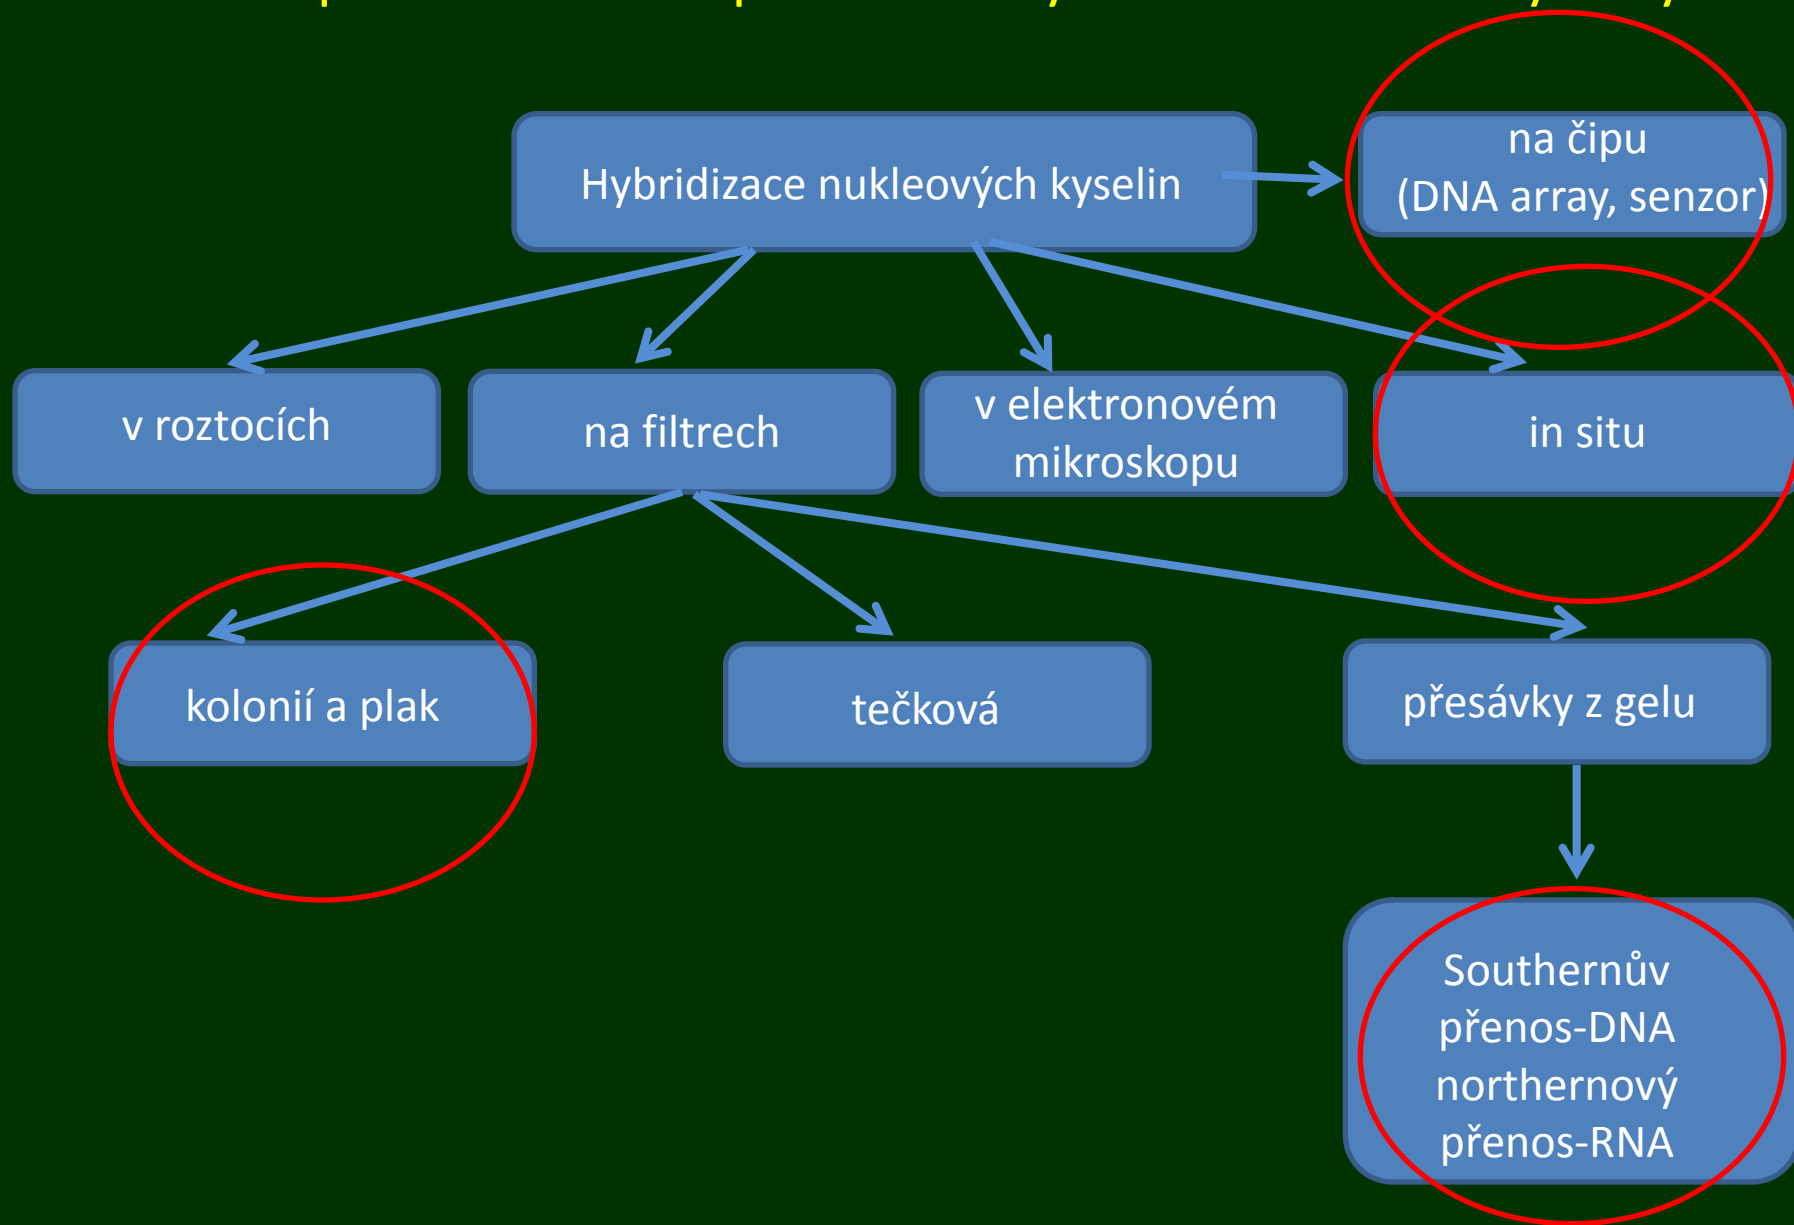 Hybridizace nukleových kyselin
na čipu
(DNA array, senzor)
v roztocích
na filtrech
v elektronovém
mikroskopu
in situ
kolonií a plak
tečková
přesávky z gelu
Southernův
přenos-DNA
northernový
přenos-RNA